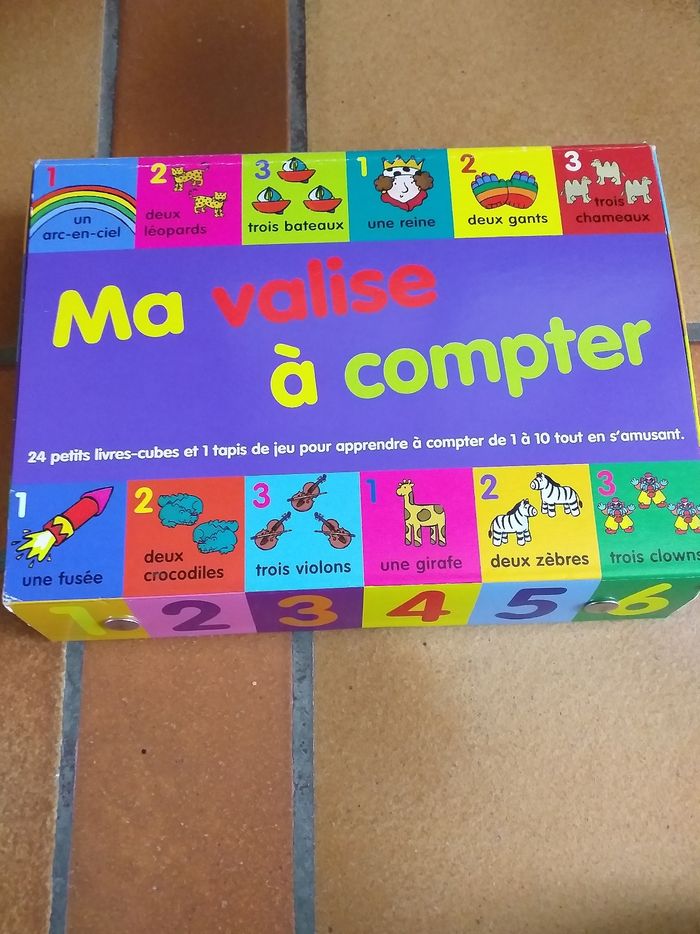 1
un
arc-en-ciel
2
deux
léopards
3
trois bateaux
1
une reine
2
deux gants
3
trois
chameaux
Ma valise
à compter
24 petits livres-cubes et 1 tapis de jeu pour apprendre à compter de 1 à 10 tout en s'amusant.
1
une fusée
2
deux
crocodiles
3
trois violons
1
une girafe
2
deux zèbres
3
trois clowns
1 2 3 4 5 6